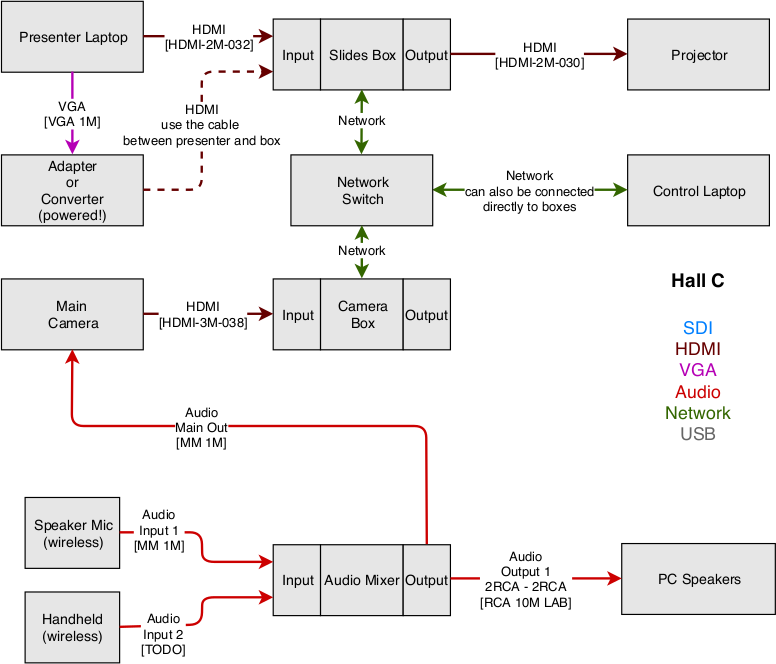 Presenter Laptop
HDMI
[HDMI-2M-032]
Input
Slides Box
Output
HDMI
[HDMI-2M-030]
Projector
VGA
[VGA 1M]
HDMI
use the cable
between presenter and box
Network
Adapter
or
Converter
(powered!)
Network
Switch
Network
can also be connected
directly to boxes
Control Laptop
Network
Main
Camera
HDMI
[HDMI-3M-038]
Input
Camera
Box
Output
Hall C
SDI
HDMI
VGA
Audio
Network
USB
Audio
Main Out
[MM 1M]
Speaker Mic
(wireless)
Audio
Input 1
[MM 1M]
Input
Audio Mixer
Output
Audio
Output 1
2RCA - 2RCA
[RCA 10M LAB]
PC Speakers
Handheld
(wireless)
Audio
Input 2
[TODO]